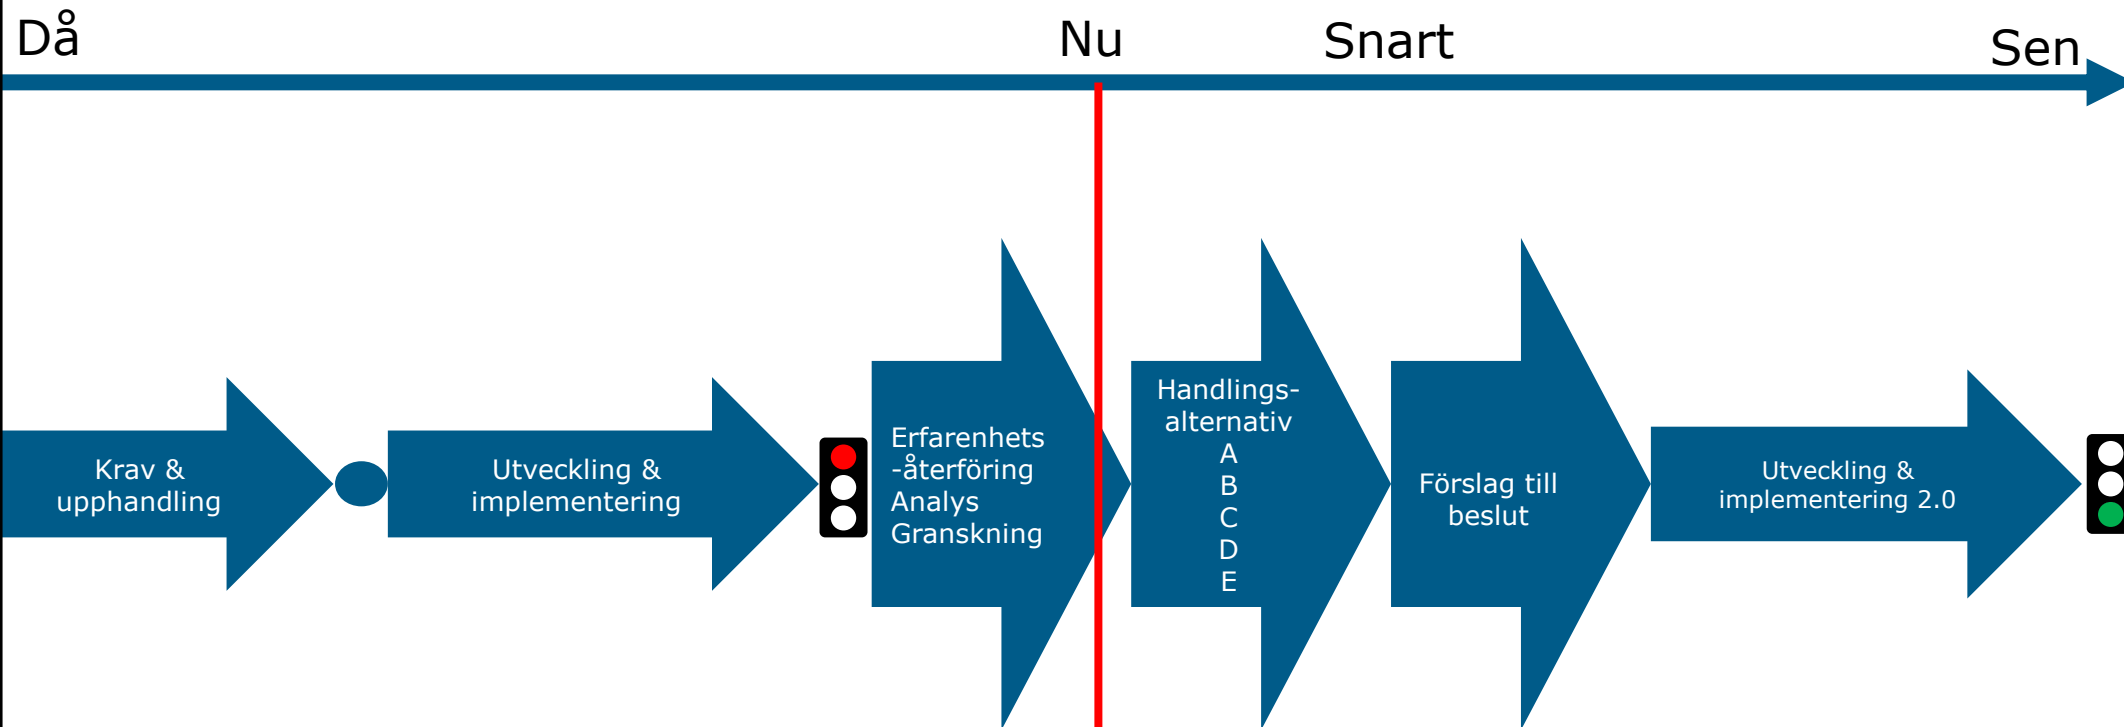 Då
Nu
Snart
Sen
Krav &
upphandling
Utveckling &
implementering
Erfarenhets
-återföring
Analys
Granskning
Handlings-
alternativ
A
B
C
D
E
Förslag till
beslut
Utveckling &
implementering 2.0